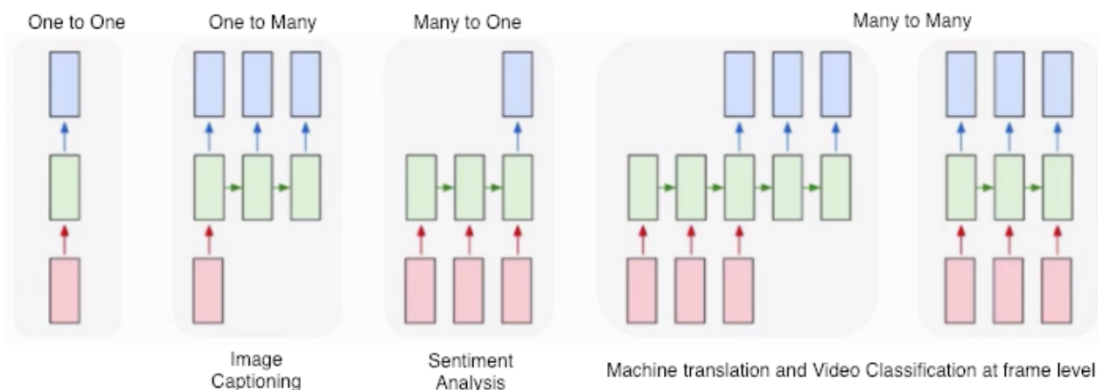 One to One
One to Many
Many to One
Many to Many
Image
Captioning
Sentiment
Analysis
Machine translation and Video Classification at frame level